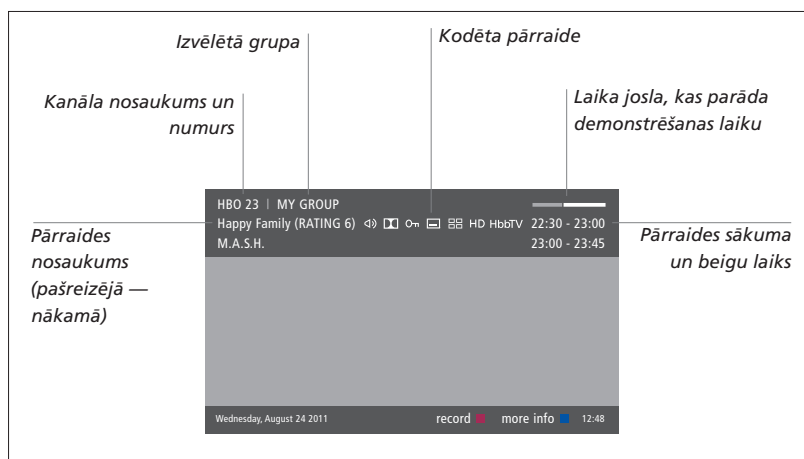 Izvēlētā grupa
Kodēta pārraide
Kanāla nosaukums un
numurs
Laika josla, kas parāda
demonstrēšanas laiku
HBO 23 | MY GROUP
Happy Family (RATING 6) HD HbbTV 22:30 - 23:00
M.A.S.H. 23:00 - 23:45
Pārraides
nosaukums
(pašreizējā —
nākamā)
Pārraides sākuma
un beigu laiks
Wednesday, August 24 2011 record more info 12:48